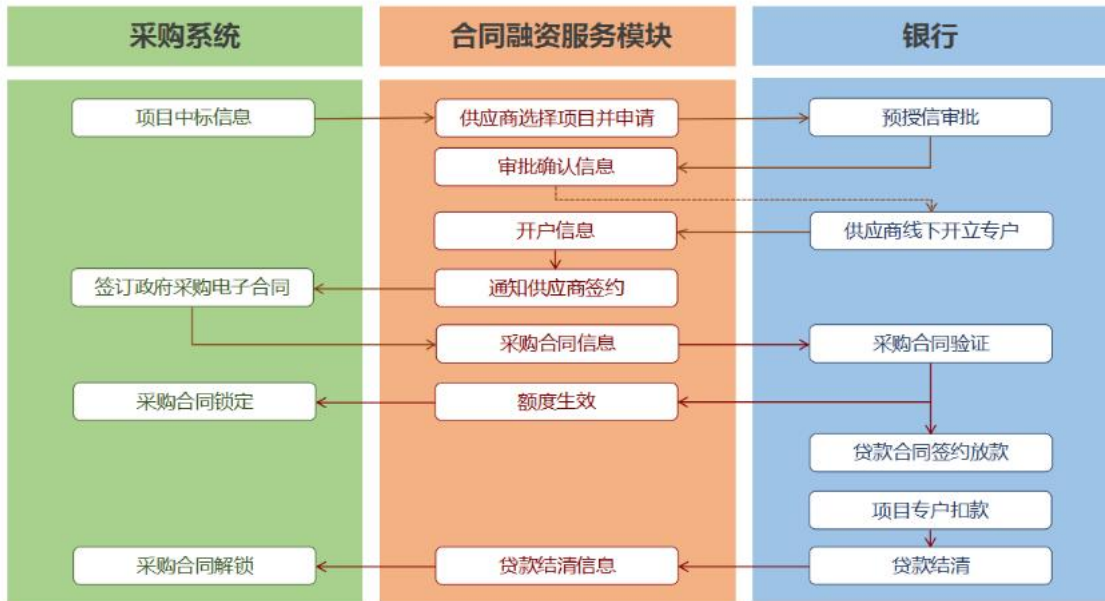 采购系统
合同融资服务模块
银行
项目中标信息
供应商选择项目并申请
预授信审批
审批确认信息
开户信息
供应商线下开立专户
签订政府采购电子合同
通知供应商签约
采购合同信息
采购合同验证
采购合同锁定
额度生效
贷款合同签约放款
项目专户扣款
采购合同解锁
贷款结清信息
贷款结清